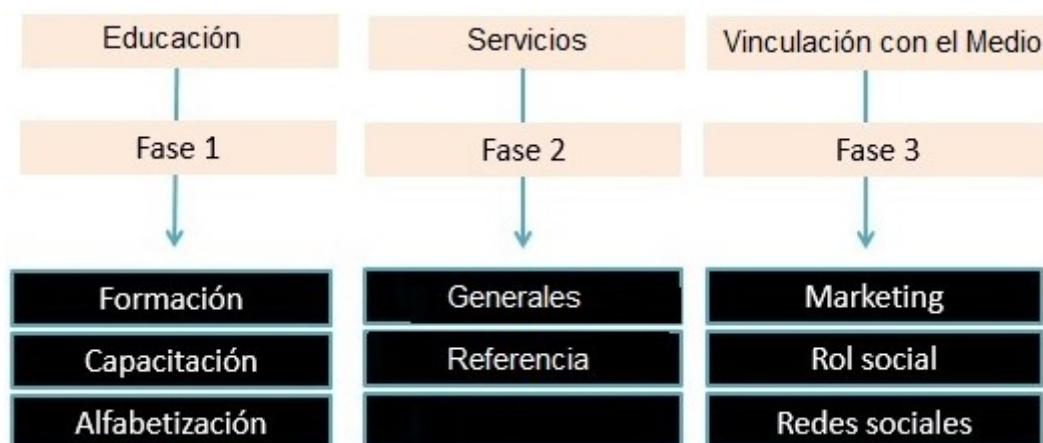 Educación
Servicios
Vinculación con el Medio
Fase 1
Fase 2
Fase 3
Formación
Generales
Marketing
Capacitación
Referencia
Rol social
Alfabetización
Redes sociales